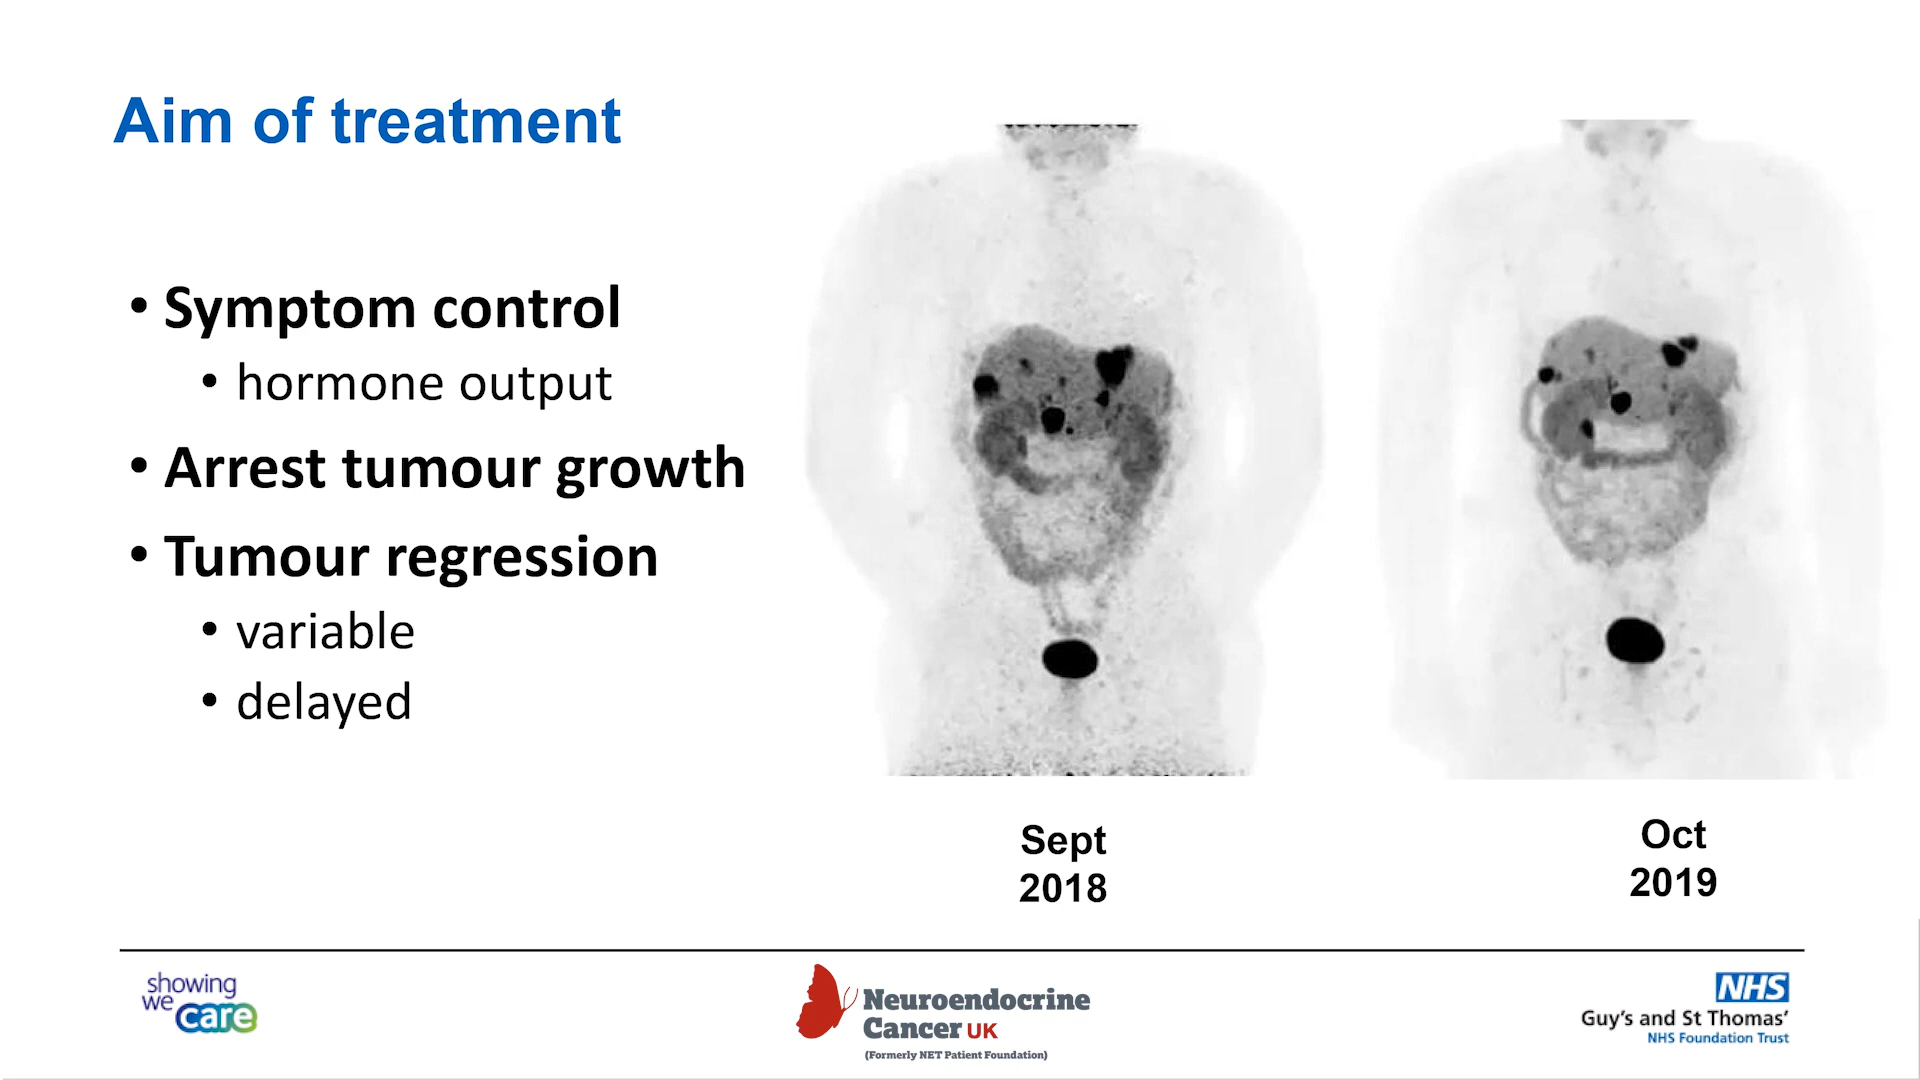 Aim of treatment
• Symptom control
• hormone output
• Arrest tumour growth
• Tumour regression
• variable
• delayed
Sept
2018
Oct
2019
showing
we care
Neuroendocrine
Cancer UK
(Formerly NET Patient Foundation)
NHS
Guy's and St Thomas'
NHS Foundation Trust